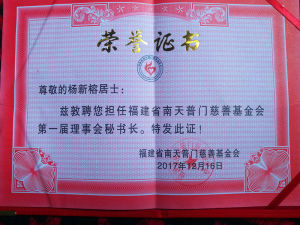 荣誉证书
尊敬的杨新榕居士：
兹敦聘您担任福建省南天普门慈善基金会
第一届理事会秘书长。特发此证！
福建省南天普门慈善基金会
2017年12月16日